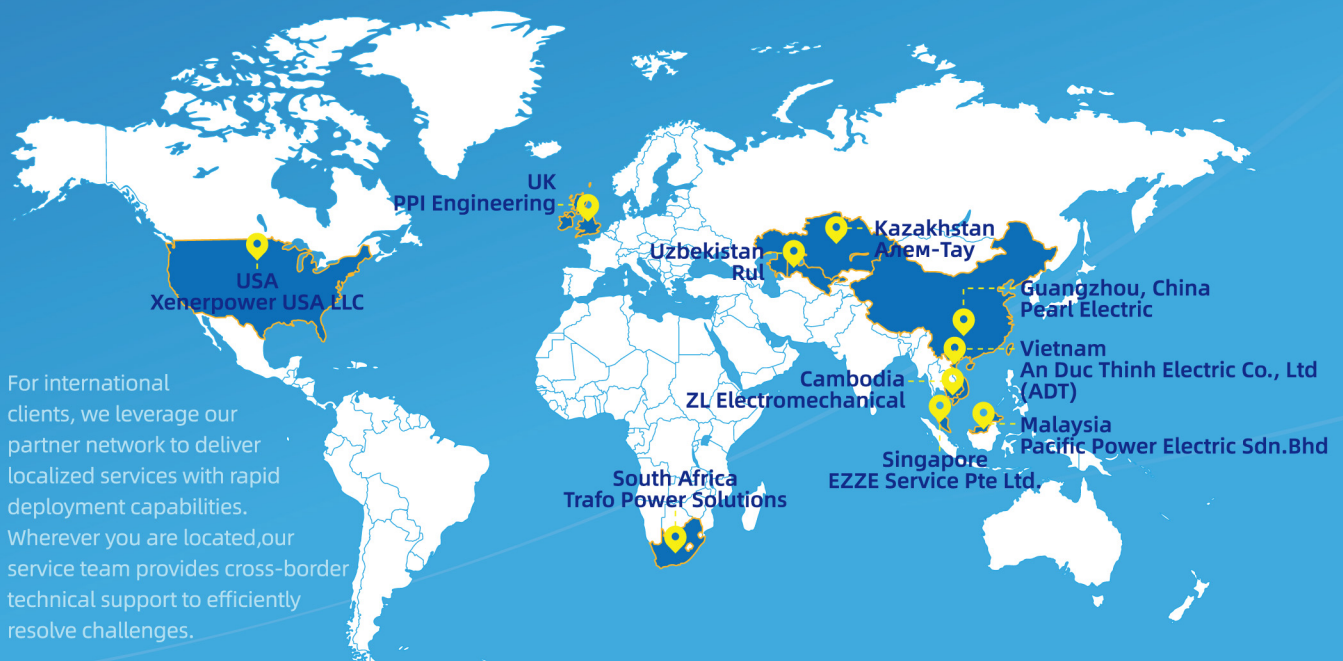 UK
PPI Engineering
Kazakhstan
Алем-Тау
Uzbekistan
Rul
USA
Xenerpower USA LLC
Guangzhou, China
Pearl Electric
Vietnam
An Duc Thinh Electric Co., Ltd
(ADT)
Cambodia
ZL Electromechanical
Malaysia
Pacific Power Electric Sdn.Bhd
Singapore
EZZE Service Pte Ltd.
South Africa
Trafo Power Solutions
For international
clients, we leverage our
partner network to deliver
localized services with rapid
deployment capabilities.
Wherever you are located,our
service team provides cross-border
technical support to efficiently
resolve challenges.